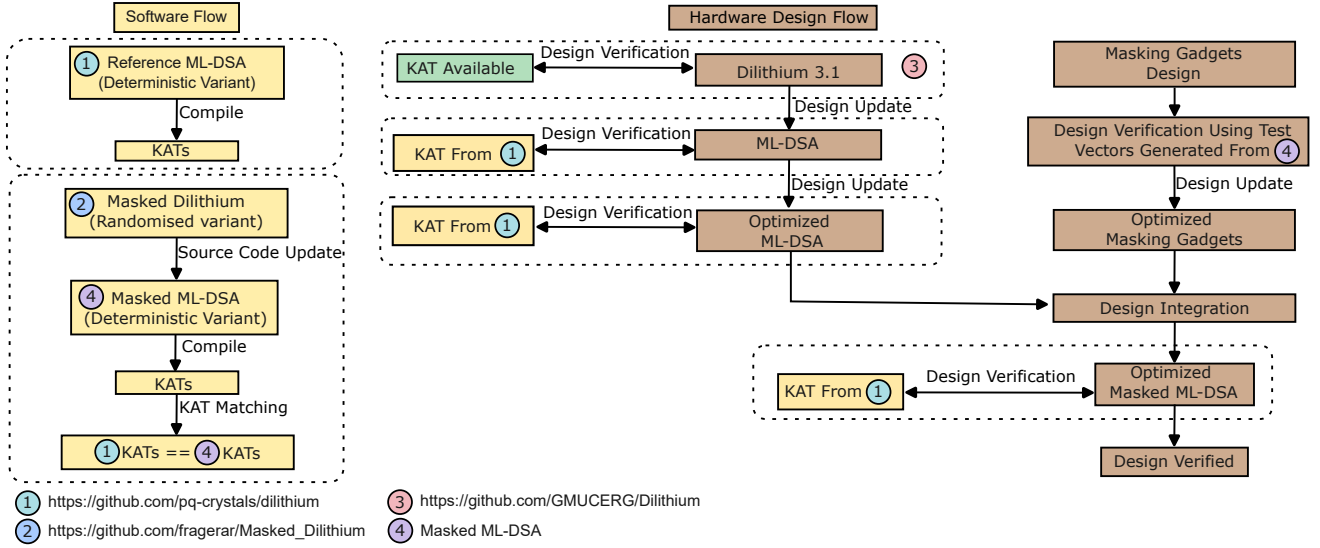 Software Flow
1
Reference ML-DSA
(Deterministic Variant)
Compile
KATs
2
Masked Dilithium
(Randomised variant)
Source Code Update
4
Masked ML-DSA
(Deterministic Variant)
Compile
KATs
KAT Matching
1 KATs == 4 KATs
Hardware Design Flow
KAT Available
Design Verification
Dilithium 3.1
3
Design Update
KAT From 1
Design Verification
ML-DSA
Design Update
KAT From 1
Design Verification
Optimized
ML-DSA
Masking Gadgets
Design
Design Verification Using Test
Vectors Generated From 4
Design Update
Optimized
Masking Gadgets
Design Integration
KAT From 1
Design Verification
Optimized
Masked ML-DSA
Design Verified
1 https://github.com/pq-crystals/dilithium
2 https://github.com/fragerar/Masked_Dilithium
3 https://github.com/GMUCERG/Dilithium
4 Masked ML-DSA